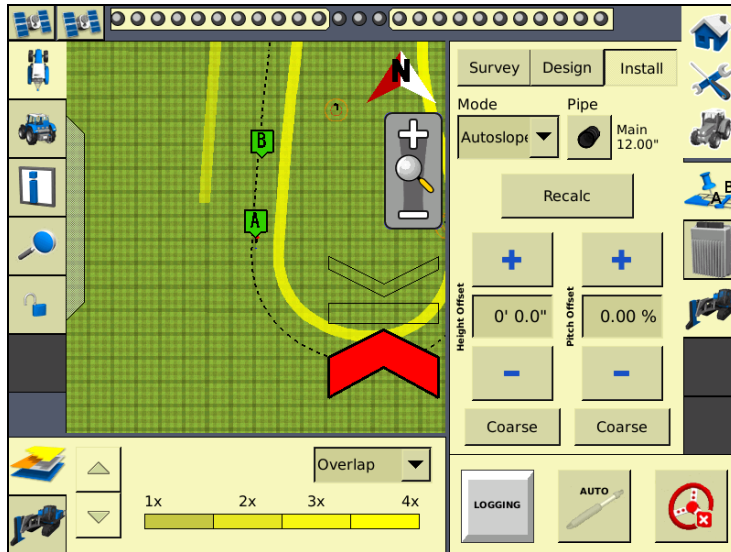 N
Survey Design Install
Mode Pipe
Autoslope Main
12.00"
B
A B
Recalc
A
+ +
Height Offset 0' 0.0" Pitch Offset 0.00 %
- -
Coarse Coarse
Overlap
1x 2x 3x 4x
LOGGING AUTO